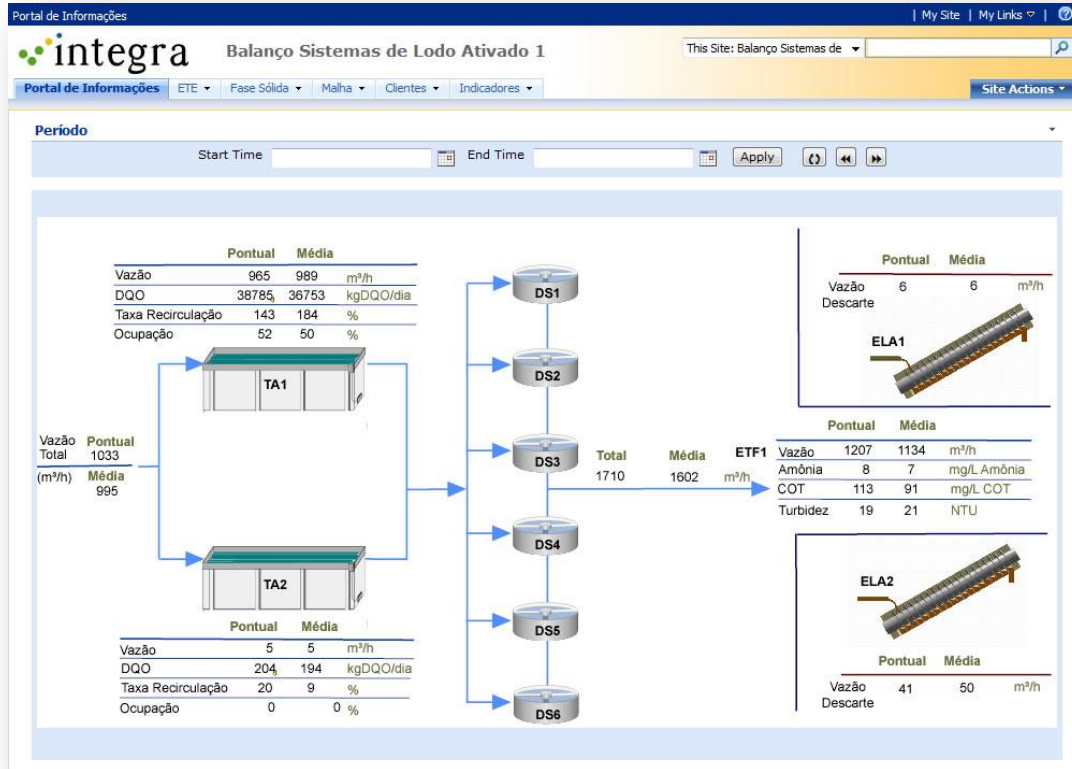 Portal de Informações | My Site | My Links |
integra Balanço Sistemas de Lodo Ativado 1 This Site: Balanço Sistemas de
Portal de Informações ETE Fase Sólida Malha Clientes Indicadores Site Actions
Período
Start Time End Time Apply
Pontual Média
Vazão 965 989 m³/h
DQO 38785 36753 kgDQO/dia
Taxa Recirculação 143 184 %
Ocupação 52 50 %
TA1
Vazão Total (m³/h)
Pontual
1033
Média
995
TA2
Pontual Média
Vazão 5 5 m³/h
DQO 204 194 kgDQO/dia
Taxa Recirculação 20 9 %
Ocupação 0 0 %
DS1
DS2
DS3
DS4
DS5
DS6
Total Média
1710 1602 m³/h
Pontual Média
Vazão Descarte 6 6 m³/h
ELA1
ETF1
Pontual Média
Vazão 1207 1134 m³/h
Amônia 8 7 mg/L Amônia
COT 113 91 mg/L COT
Turbidez 19 21 NTU
ELA2
Pontual Média
Vazão Descarte 41 50 m³/h